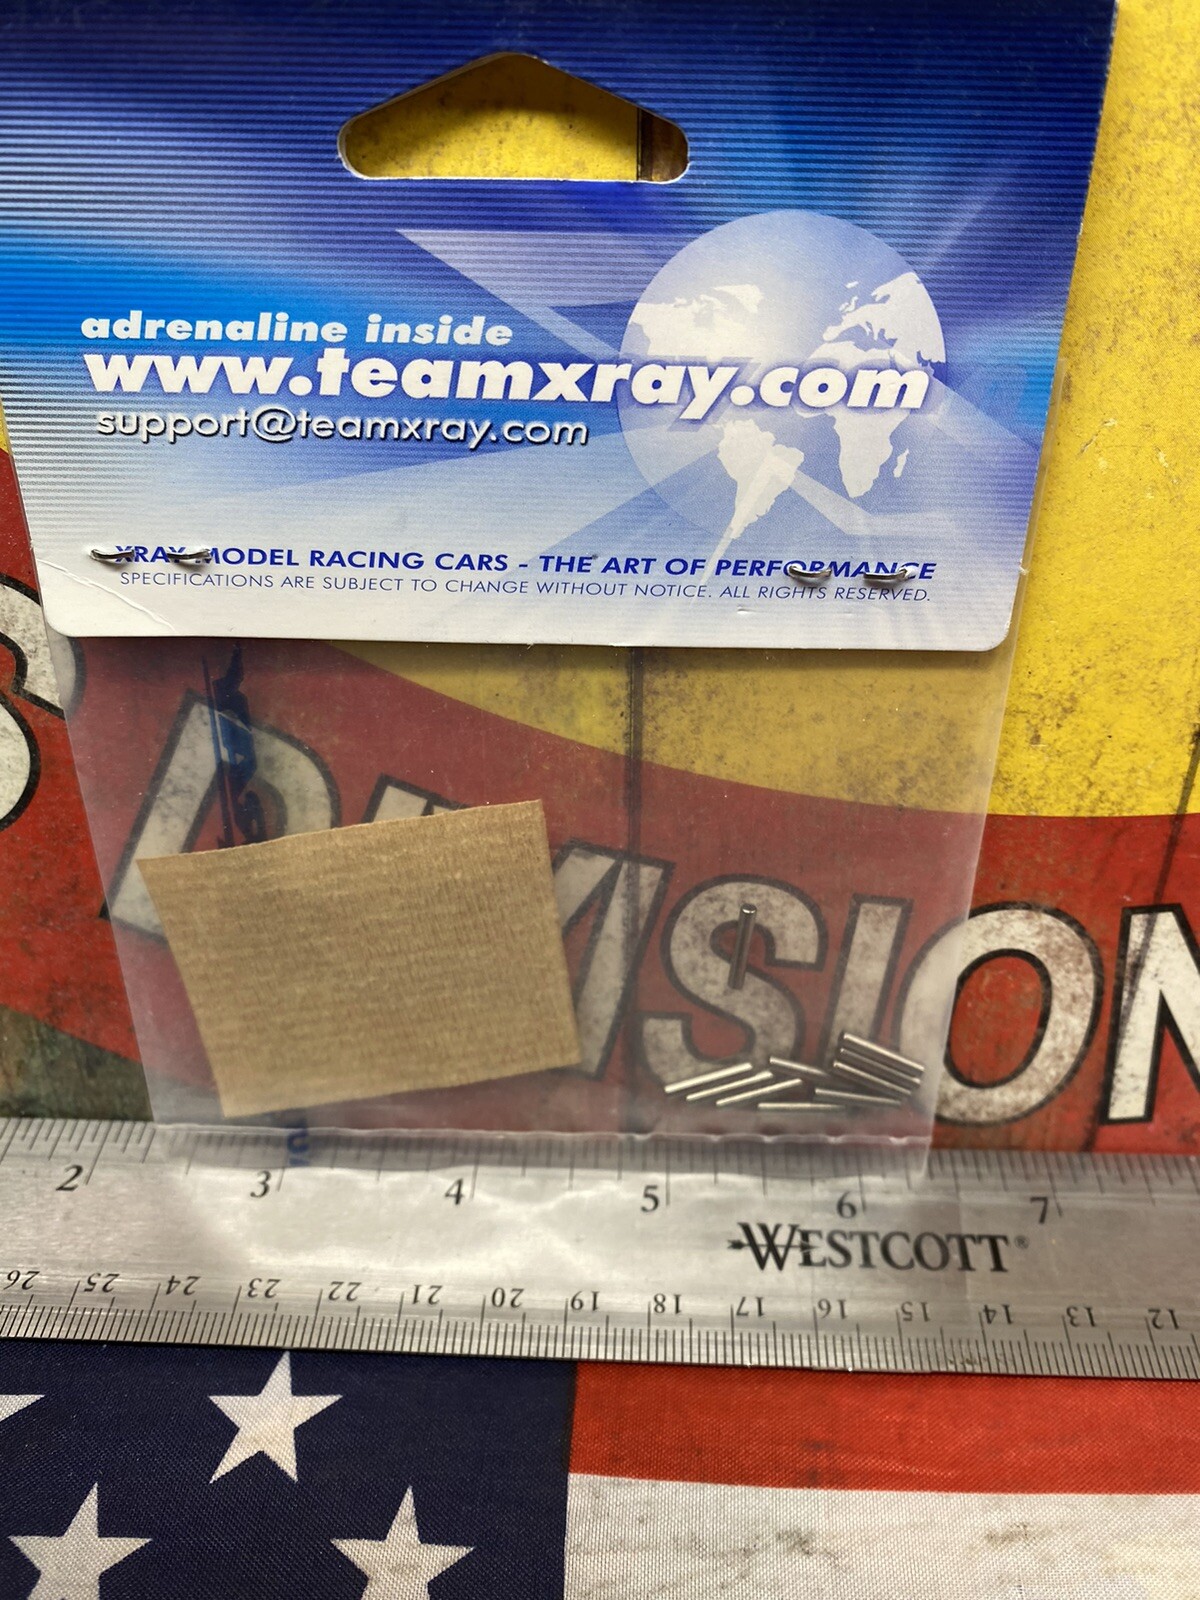 adrenaline inside
www.teamxray.com
support@teamxray.com
XRAY MODEL RACING CARS - THE ART OF PERFORMANCE
SPECIFICATIONS ARE SUBJECT TO CHANGE WITHOUT NOTICE. ALL RIGHTS RESERVED.
DIVISION
2 3 4 5 6 7
WESTCOTT®
26 25 24 23 22 21 20 19 18 17 16 15 14 13 12